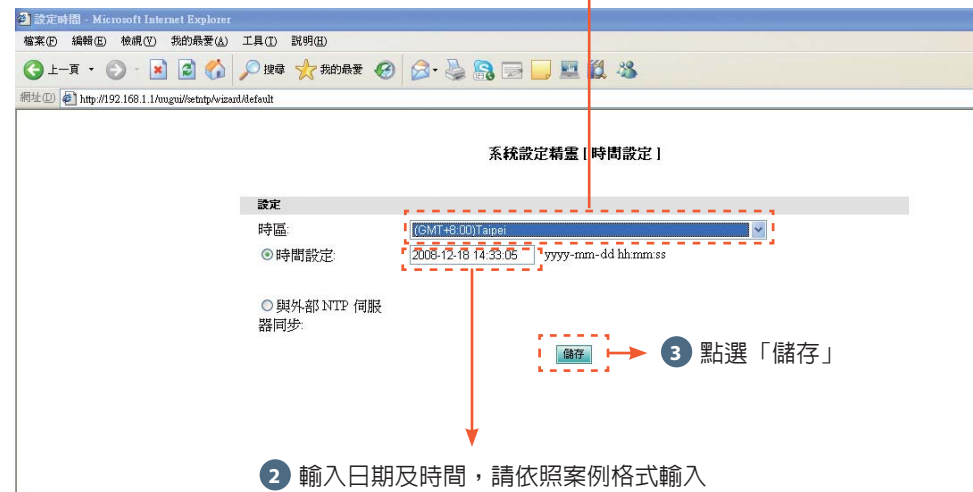 設定時間 - Microsoft Internet Explorer
檔案(F) 編輯(E) 檢視(V) 我的最愛(A) 工具(T) 說明(H)
上一頁 搜尋 我的最愛
網址(D) http://192.168.1.1/nugui//setntp/wizard/default
系統設定精靈 [ 時間設定 ]
設定
時區: (GMT+8:00)Taipei
時間設定: 2008-12-18 14:33:05 yyyy-mm-dd hh:mm:ss
與外部 NTP 伺服
器同步:
儲存
3 點選「儲存」
2 輸入日期及時間，請依照案例格式輸入